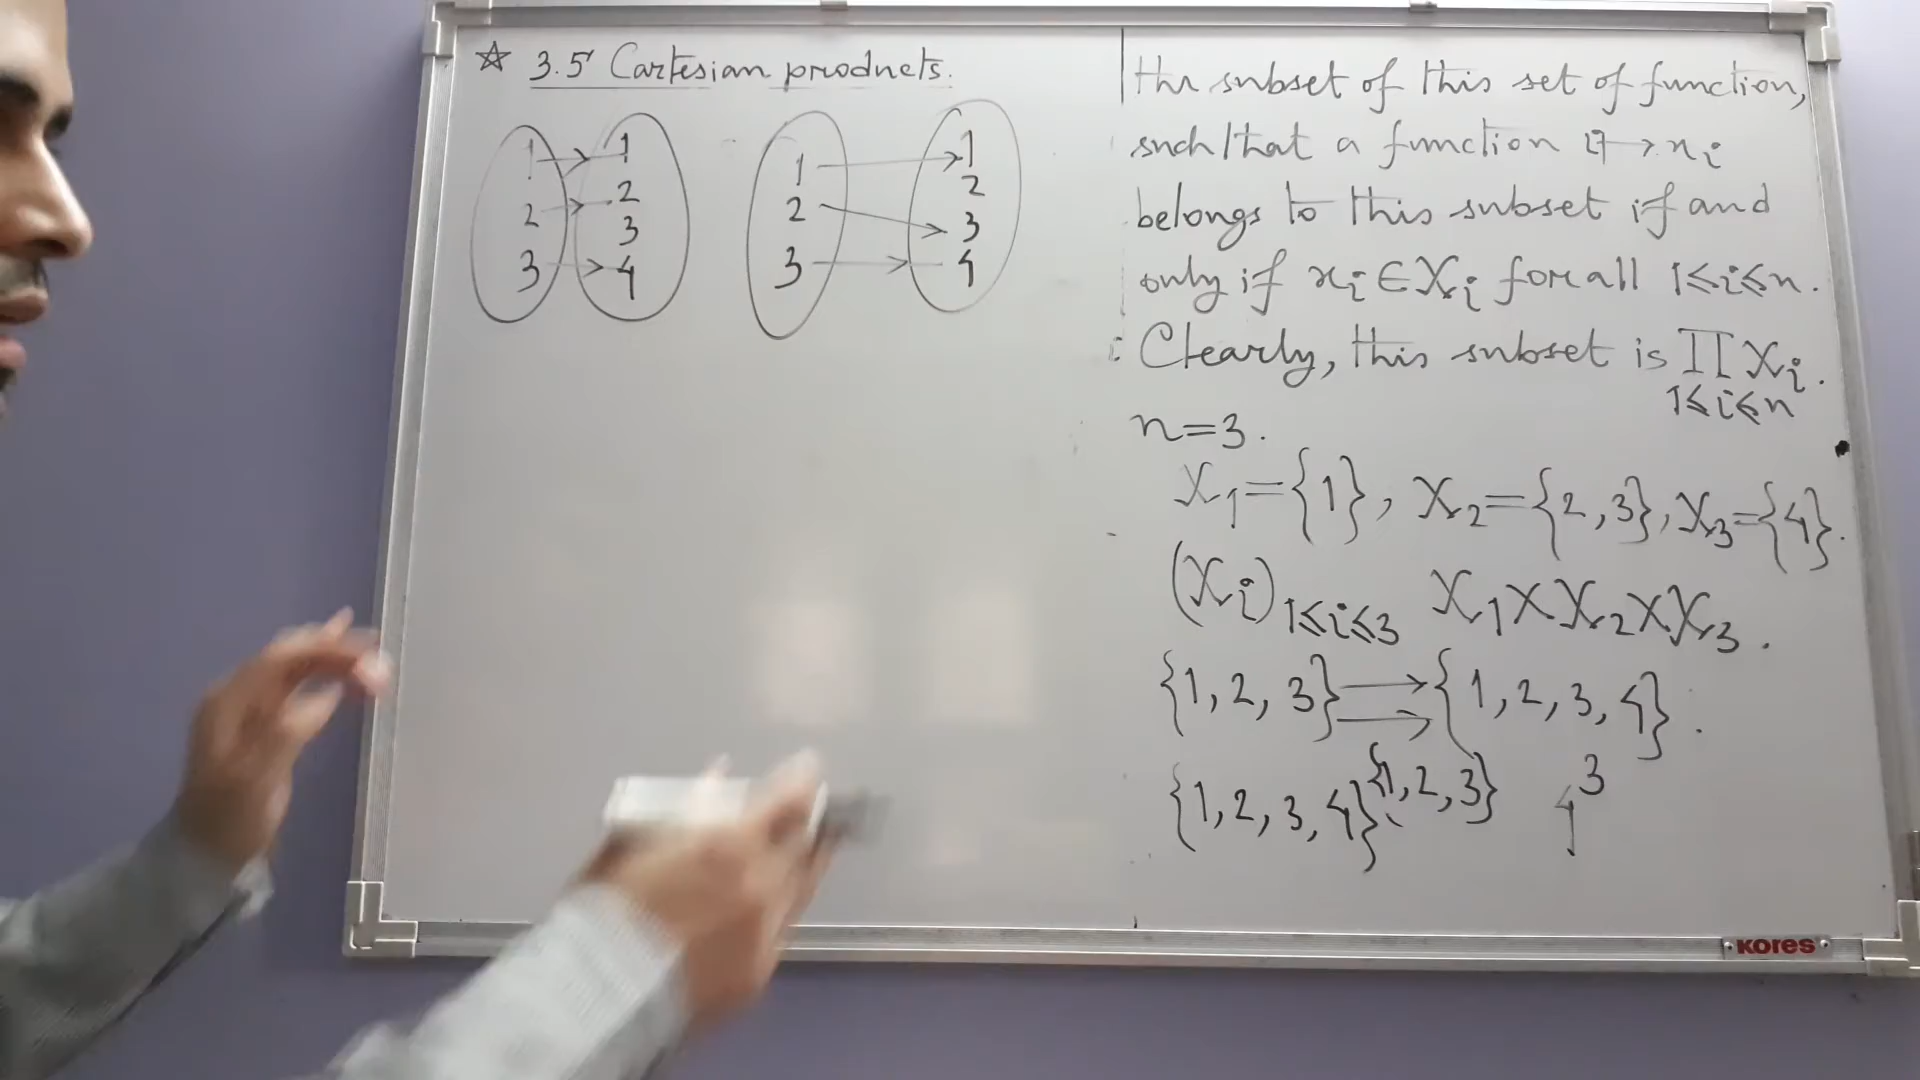 ☆ 3.5 Cartesian products.
1 1
2 2
3
3 4
1 1
2
2 3
3 4
the subset of this set of function,
such that a function i ↦ xᵢ
belongs to this subset if and
only if xᵢ ∈ Xᵢ for all 1≤i≤n.
Clearly, this subset is ∏ Xᵢ.
1≤i≤n
n=3.
X₁={1}, X₂={2,3}, X₃={4}.
(Xᵢ)1≤i≤3 X₁×X₂×X₃.
{1, 2, 3} → {1, 2, 3, 4}.
{1, 2, 3, 4}^{1, 2, 3} 4³
KORES